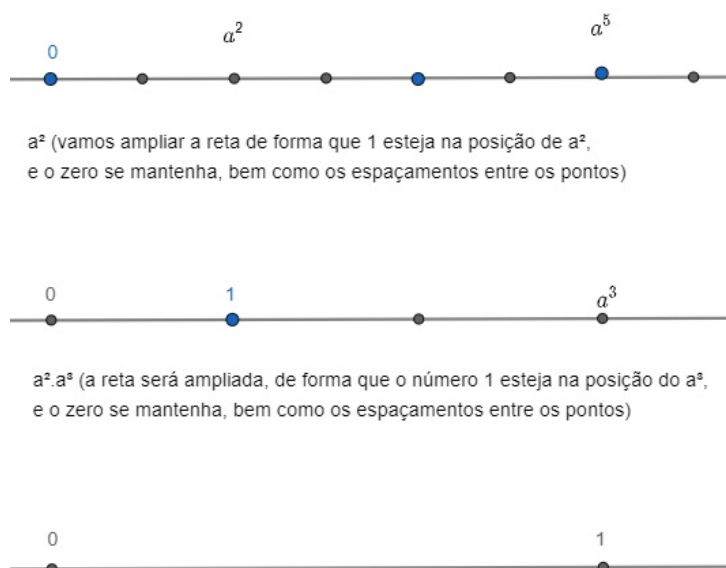 0 a² a⁵
a² (vamos ampliar a reta de forma que 1 esteja na posição de a²,
e o zero se mantenha, bem como os espaçamentos entre os pontos)
0 1 a³
a².a³ (a reta será ampliada, de forma que o número 1 esteja na posição do a³,
e o zero se mantenha, bem como os espaçamentos entre os pontos)
0 1